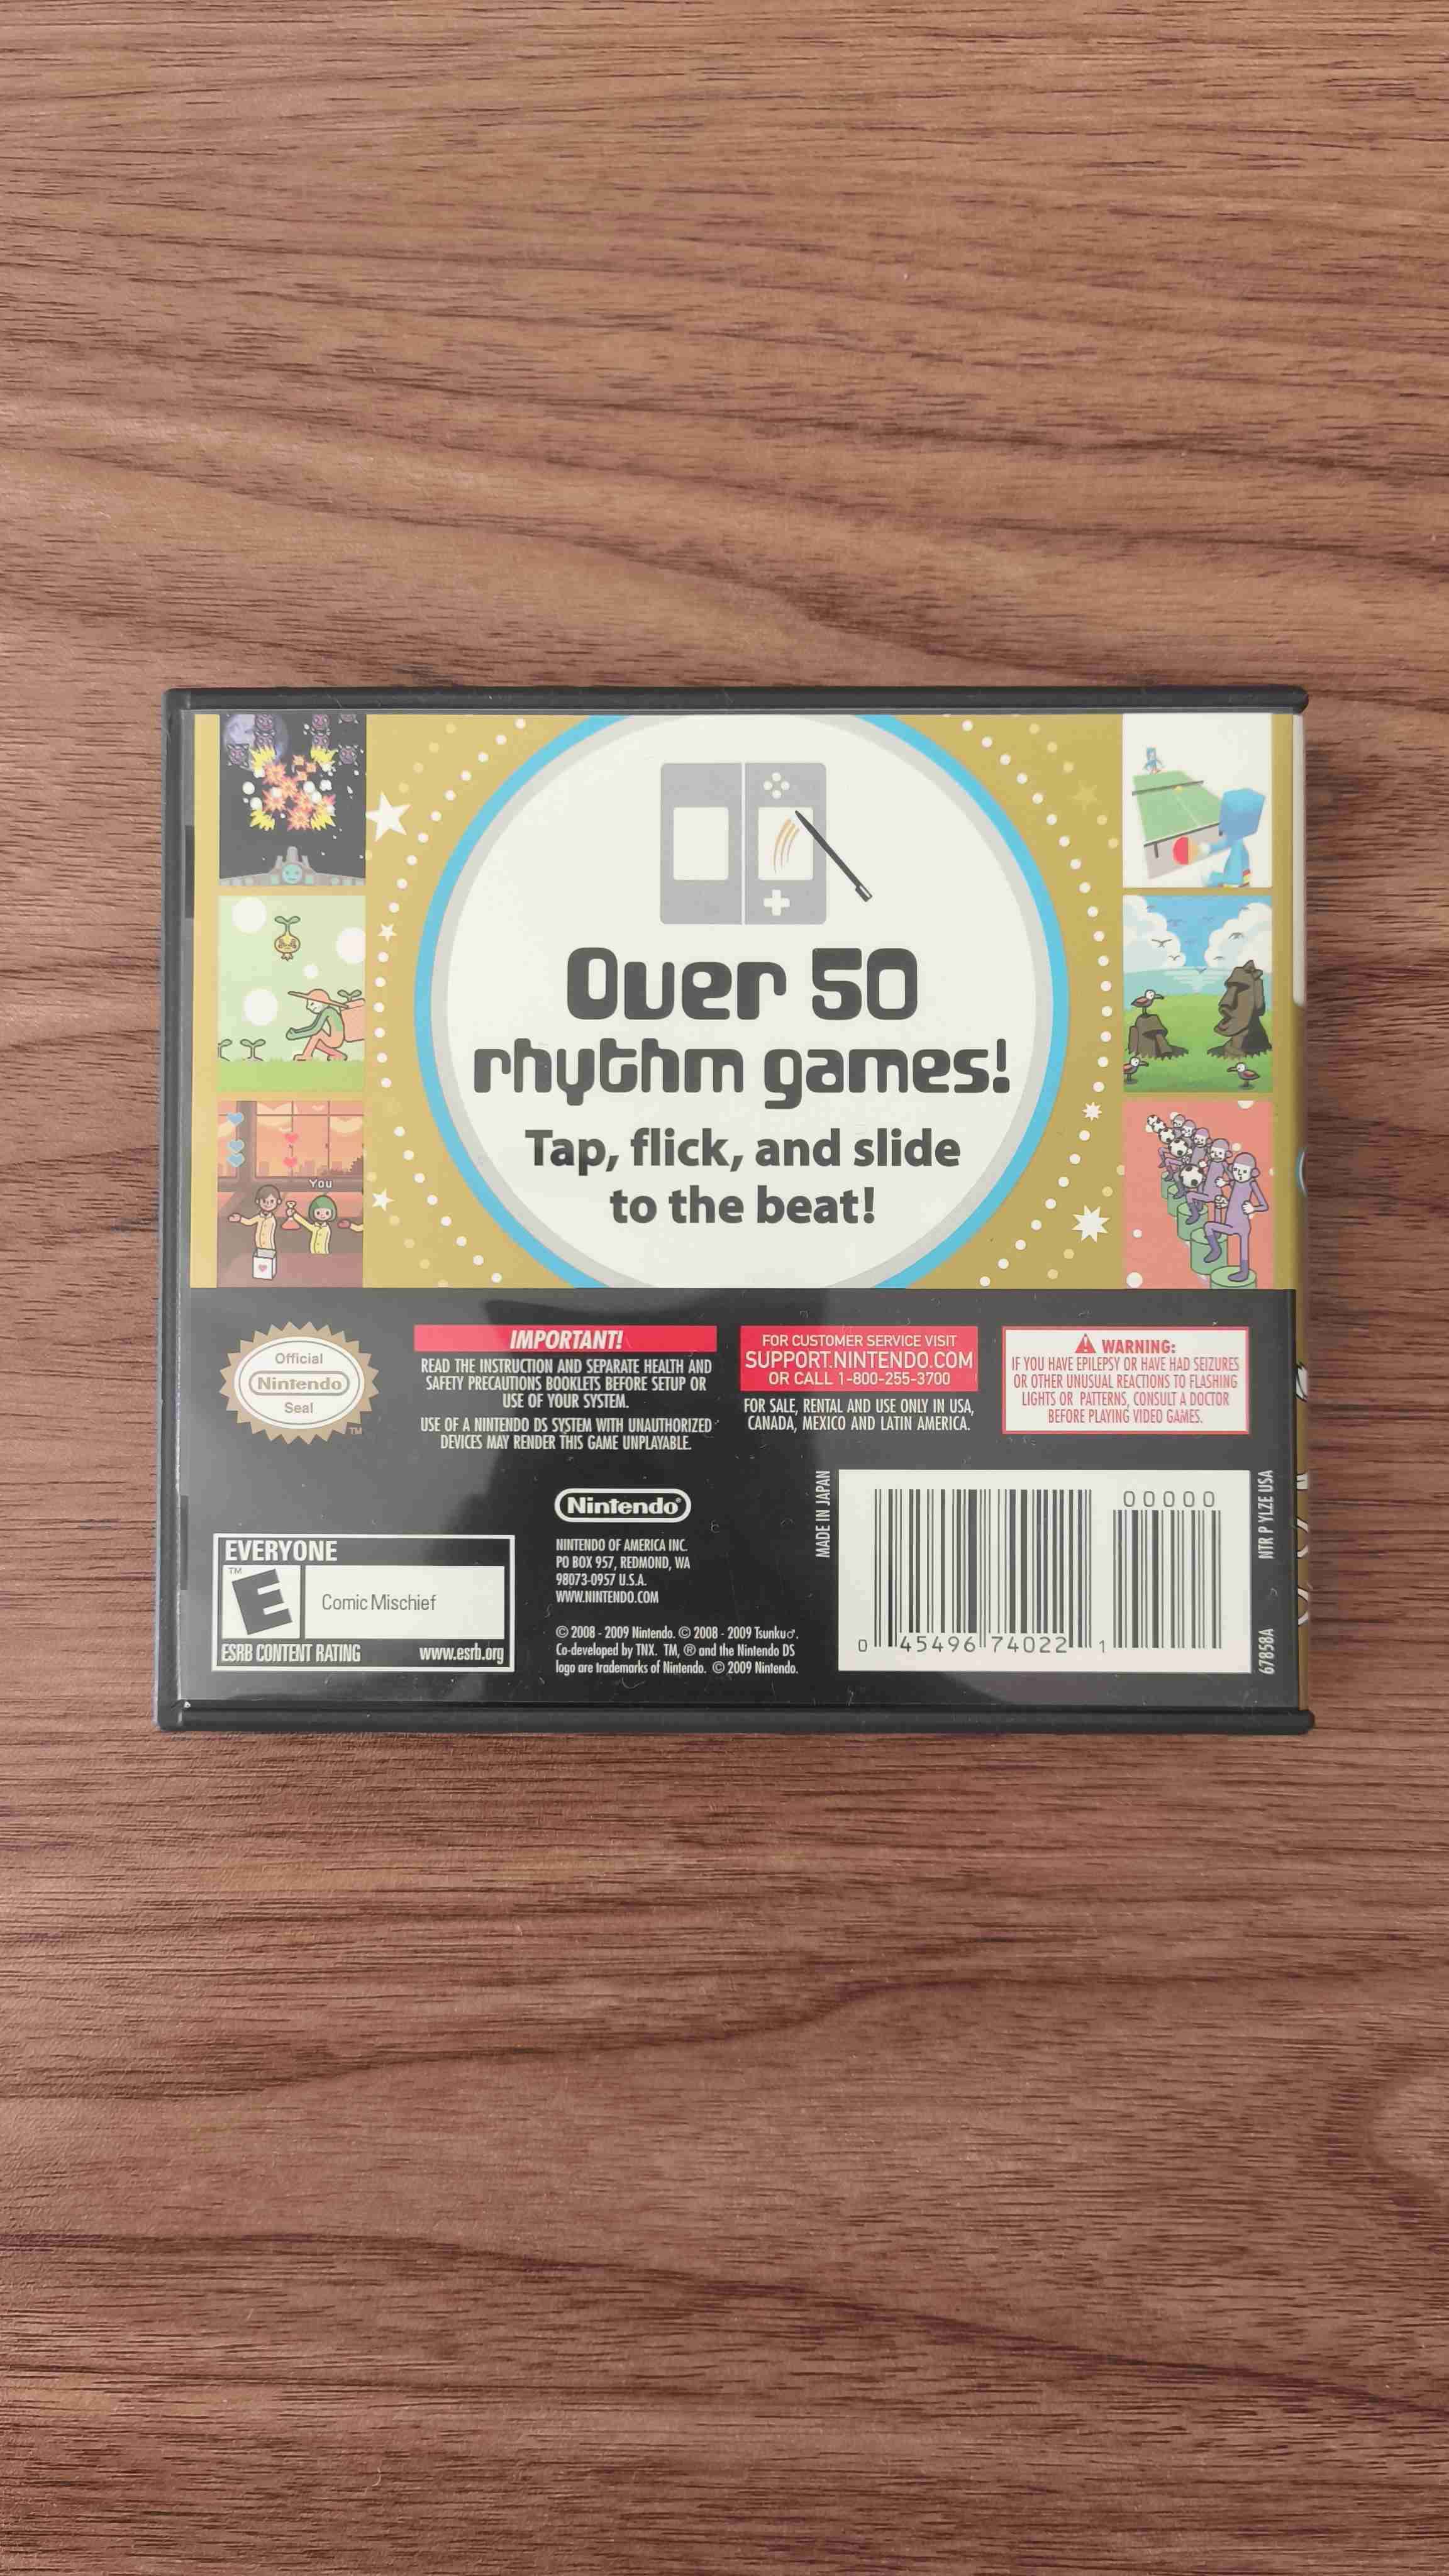 Over 50
rhythm games!
Tap, flick, and slide
to the beat!
You
Official
Nintendo
Seal
TM
IMPORTANT!
READ THE INSTRUCTION AND SEPARATE HEALTH AND
SAFETY PRECAUTIONS BOOKLETS BEFORE SETUP OR
USE OF YOUR SYSTEM.
USE OF A NINTENDO DS SYSTEM WITH UNAUTHORIZED
DEVICES MAY RENDER THIS GAME UNPLAYABLE.
FOR CUSTOMER SERVICE VISIT
SUPPORT.NINTENDO.COM
OR CALL 1-800-255-3700
FOR SALE, RENTAL AND USE ONLY IN USA,
CANADA, MEXICO AND LATIN AMERICA.
WARNING:
IF YOU HAVE EPILEPSY OR HAVE HAD SEIZURES
OR OTHER UNUSUAL REACTIONS TO FLASHING
LIGHTS OR PATTERNS, CONSULT A DOCTOR
BEFORE PLAYING VIDEO GAMES.
EVERYONE
TM
E
Comic Mischief
ESRB CONTENT RATING www.esrb.org
Nintendo®
NINTENDO OF AMERICA INC.
PO BOX 957, REDMOND, WA
98073-0957 U.S.A.
WWW.NINTENDO.COM
© 2008 - 2009 Nintendo. © 2008 - 2009 Tsunku♂.
Co-developed by TNX. TM, ® and the Nintendo DS
logo are trademarks of Nintendo. © 2009 Nintendo.
MADE IN JAPAN
00000
0 45496 74022 1
67858A NTR P YLZE USA